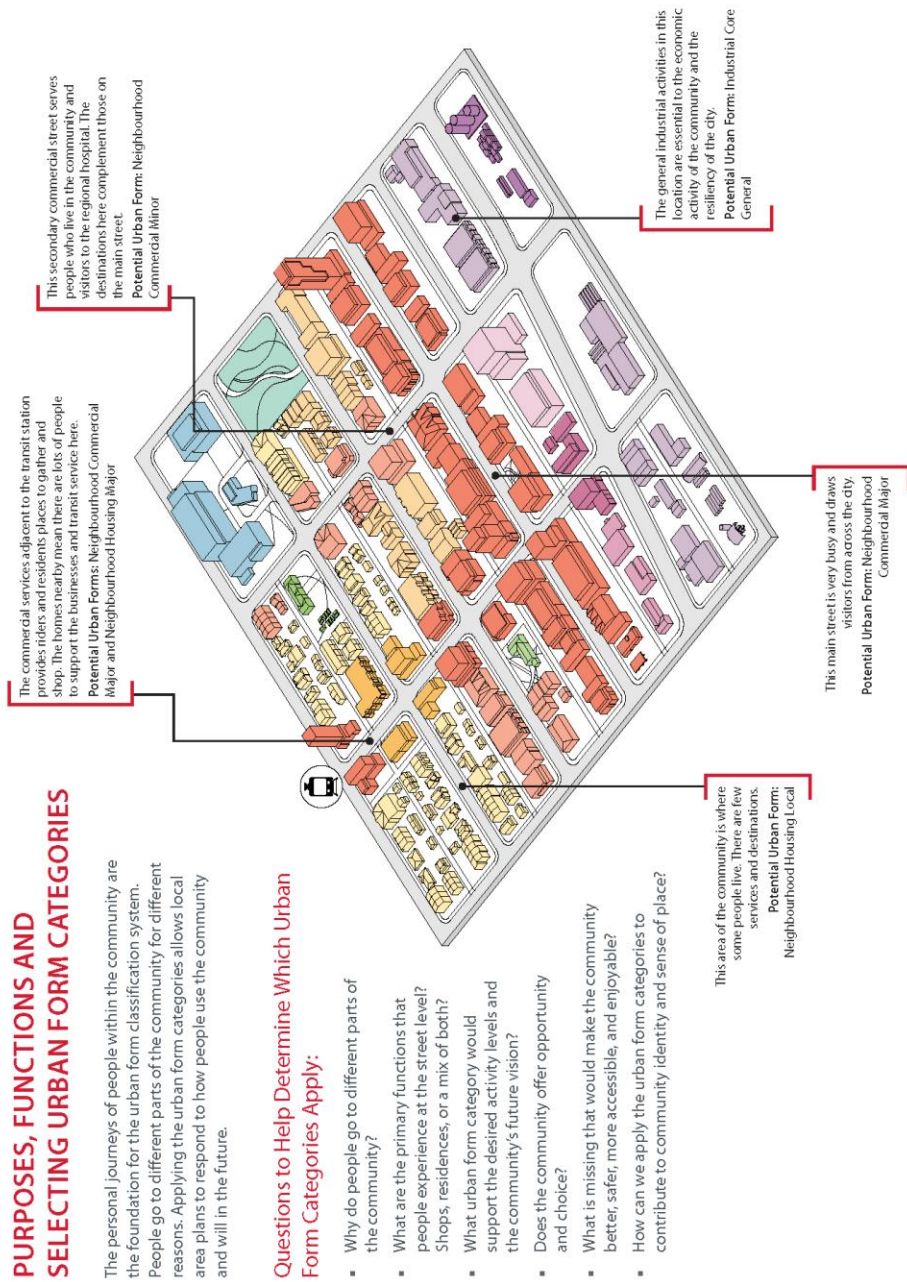 PURPOSES, FUNCTIONS AND
SELECTING URBAN FORM CATEGORIES
The personal journeys of people within the community are
the foundation for the urban form classification system.
People go to different parts of the community for different
reasons. Applying the urban form categories allows local
area plans to respond to how people use the community
and will in the future.
Questions to Help Determine Which Urban
Form Categories Apply:
▪ Why do people go to different parts of
the community?
▪ What are the primary functions that
people experience at the street level?
Shops, residences, or a mix of both?
▪ What urban form category would
support the desired activity levels and
the community's future vision?
▪ Does the community offer opportunity
and choice?
▪ What is missing that would make the community
better, safer, more accessible, and enjoyable?
▪ How can we apply the urban form categories to
contribute to community identity and sense of place?
The commercial services adjacent to the transit station
provides riders and residents places to gather and
shop. The homes nearby mean there are lots of people
to support the businesses and transit service here.
Potential Urban Forms: Neighbourhood Commercial
Major and Neighbourhood Housing Major
This secondary commercial street serves
people who live in the community and
visitors to the regional hospital. The
destinations here complement those on
the main street.
Potential Urban Form: Neighbourhood
Commercial Minor
This area of the community is where
some people live. There are few
services and destinations.
Potential Urban Form:
Neighbourhood Housing Local
This main street is very busy and draws
visitors from across the city.
Potential Urban Form: Neighbourhood
Commercial Major
The general industrial activities in this
location are essential to the economic
activity of the community and the
resiliency of the city.
Potential Urban Form: Industrial Core
General